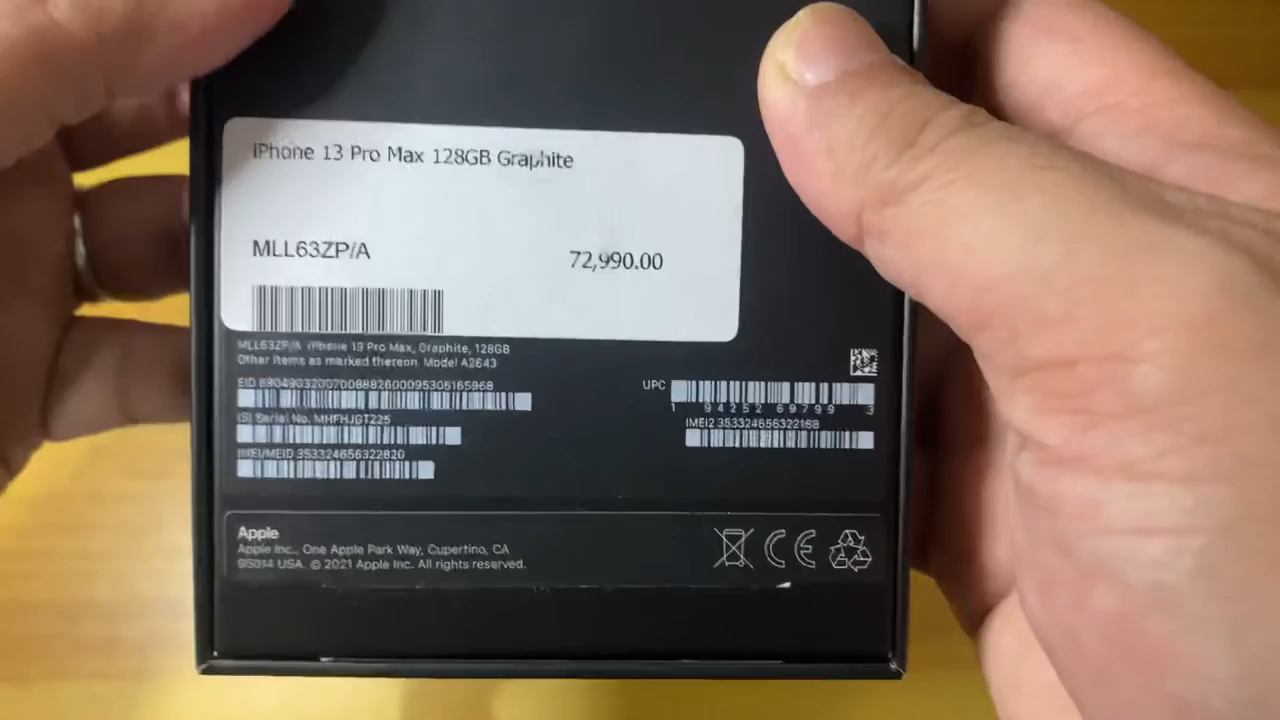 iPhone 13 Pro Max 128GB Graphite
MLL63ZP/A
72,990.00
MLL63ZP/A iPhone 13 Pro Max, Graphite, 128GB
Other items as marked thereon Model A2643
EID 89049032007008882600095305165968
(S) Serial No. MHFHJGT225
IMEI/MEID 353324656322820
UPC
1 94252 69799 3
IMEI2 353324656322168
Apple
Apple Inc., One Apple Park Way, Cupertino, CA
95014 USA. © 2021 Apple Inc. All rights reserved.
CE